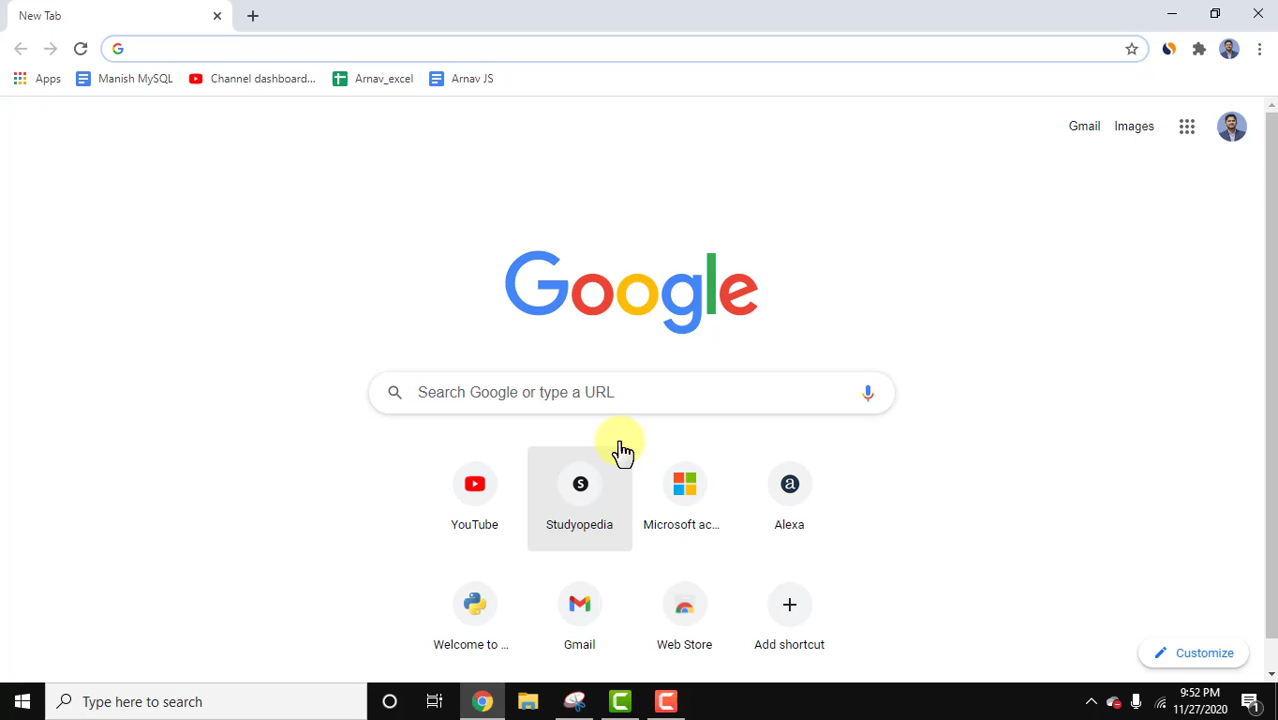 New Tab
Apps
Manish MySQL
Channel dashboard...
Arnav_excel
Arnav JS
Gmail
Images
Google
Search Google or type a URL
YouTube
Studyopedia
Microsoft ac...
Alexa
Welcome to ...
Gmail
Web Store
Add shortcut
Customize
Type here to search
9:52 PM
11/27/2020